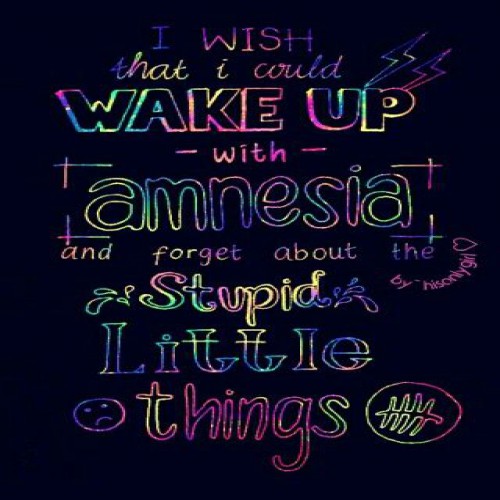 I WISH
that i could
WAKE UP
- with -
amnesia
and forget about the
by ~hisonlygirl♡
Stupid
Little
things